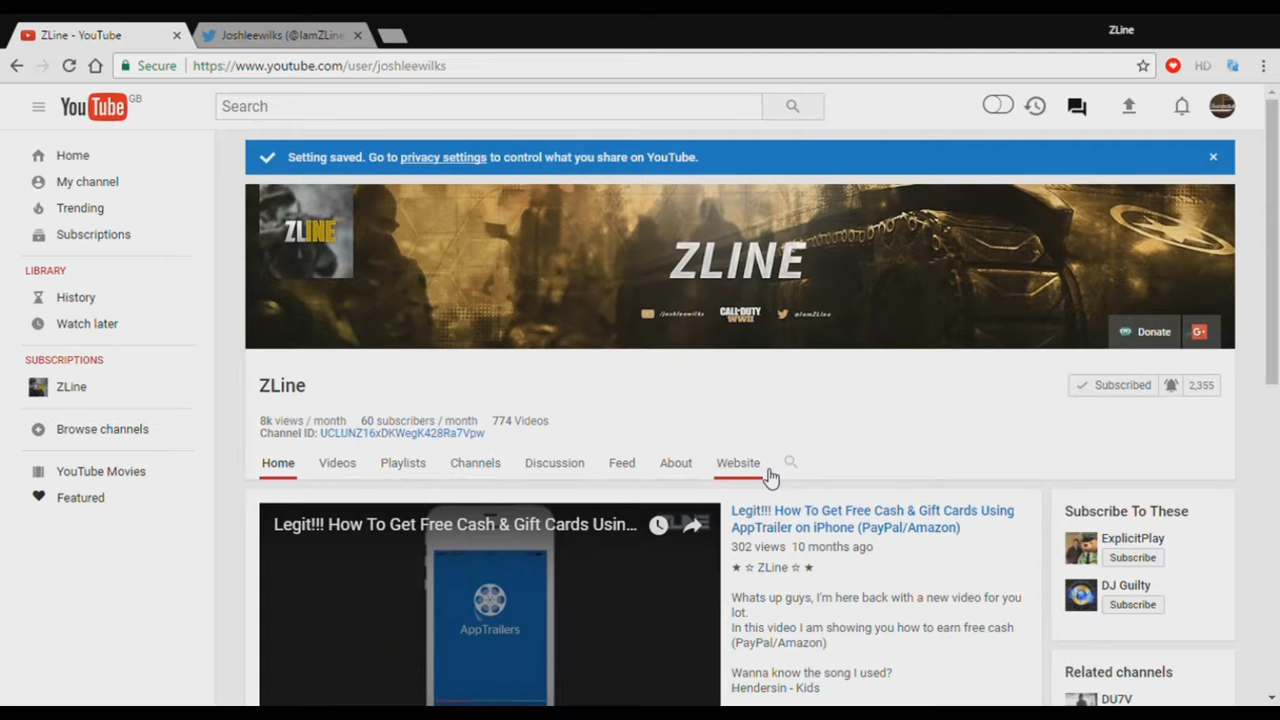 ZLine - YouTube
Joshleewilks (@IamZLine
ZLine
Secure
https://www.youtube.com/user/joshleewilks
HD
YouTube GB
Search
Home
My channel
Trending
Subscriptions
LIBRARY
History
Watch later
SUBSCRIPTIONS
ZLine
Browse channels
YouTube Movies
Featured
Setting saved. Go to privacy settings to control what you share on YouTube.
ZLINE
ZLINE
/joshleewilks
CALL OF DUTY
WWII
@IamZLine
Donate
G+
ZLine
Subscribed 2,355
8k views / month 60 subscribers / month 774 Videos
Channel ID: UCLUNZ16xDKWegK428Ra7Vpw
Home Videos Playlists Channels Discussion Feed About Website
Legit!!! How To Get Free Cash & Gift Cards Usin...
AppTrailers
Legit!!! How To Get Free Cash & Gift Cards Using
AppTrailer on iPhone (PayPal/Amazon)
302 views 10 months ago
★ ☆ ZLine ☆ ★
Whats up guys, I'm here back with a new video for you
lot.
In this video I am showing you how to earn free cash
(PayPal/Amazon)
Wanna know the song I used?
Hendersin - Kids
Subscribe To These
ExplicitPlay
Subscribe
DJ Guilty
Subscribe
Related channels
DU7V